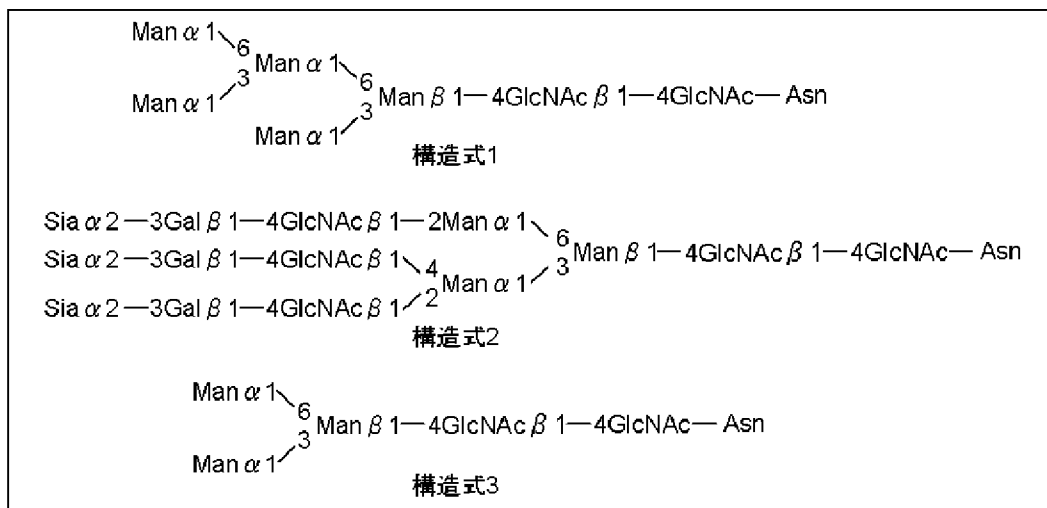 Man α 1
6
3 Man α 1
Man α 1
6
3 Man β 1—4GlcNAc β 1—4GlcNAc—Asn
Man α 1
構造式1
Sia α 2—3Gal β 1—4GlcNAc β 1—2Man α 1
Sia α 2—3Gal β 1—4GlcNAc β 1
4
2 Man α 1
Sia α 2—3Gal β 1—4GlcNAc β 1
6
3 Man β 1—4GlcNAc β 1—4GlcNAc—Asn
構造式2
Man α 1
6
3 Man β 1—4GlcNAc β 1—4GlcNAc—Asn
Man α 1
構造式3